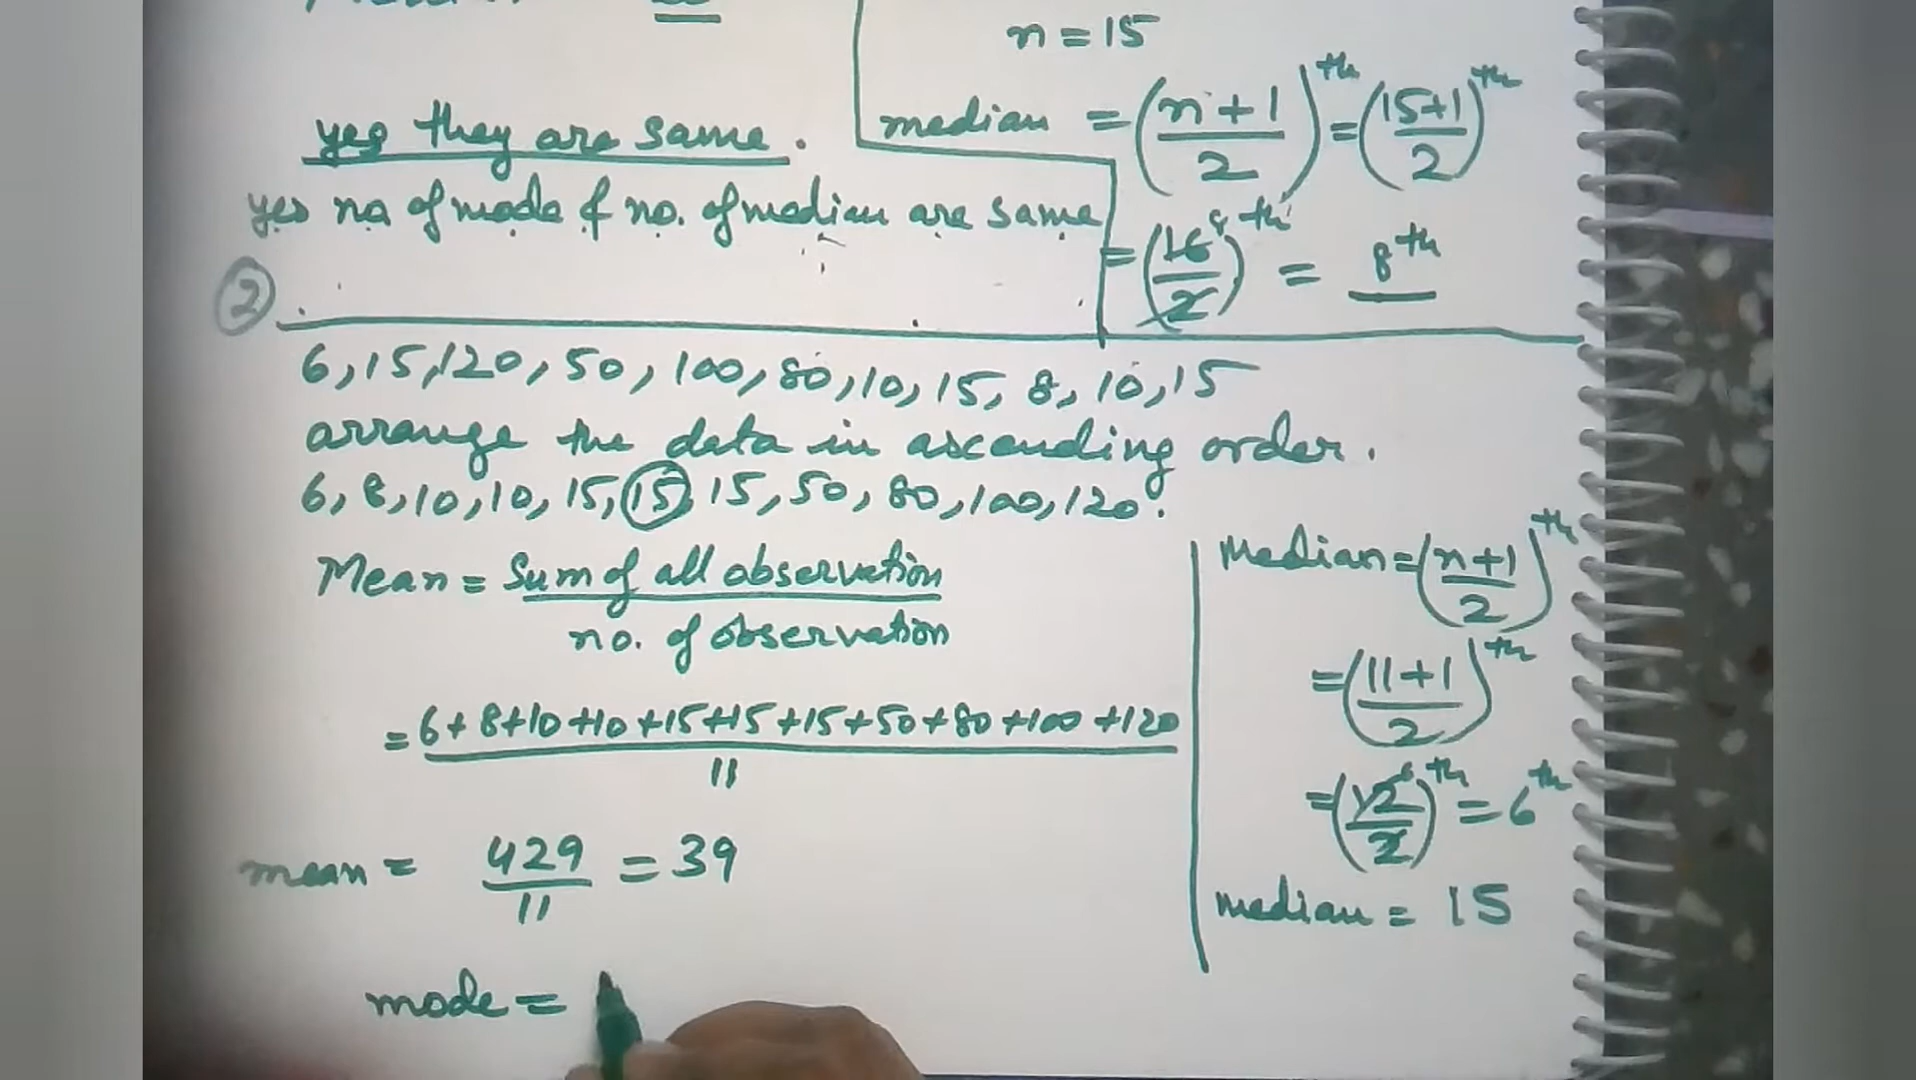 n = 15
median = (n+1/2)th = (15+1/2)th
= (16/2)8 th = 8th
yes they are same.
yes no of mode & no. of median are same
2
6, 15, 120, 50, 100, 80, 10, 15, 8, 10, 15
arrange the data in ascending order.
6, 8, 10, 10, 15, 15, 15, 50, 80, 100, 120.
Mean = Sum of all observation / no. of observation
= 6+8+10+10+15+15+15+50+80+100+120 / 11
mean = 429/11 = 39
mode =
Median = (n+1/2)th
= (11+1/2)th
= (12/2)6 th = 6th
median = 15